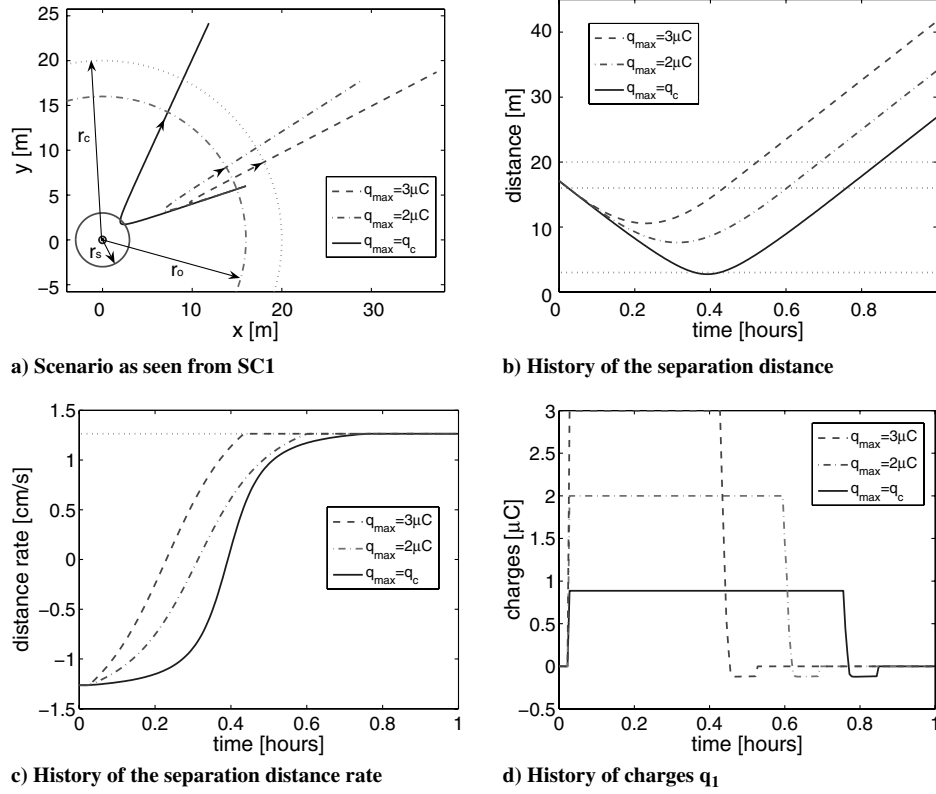 25
20
15
10
5
0
−5
y [m]
0
10
20
30
x [m]
rc
rs
ro
qmax=3μC
qmax=2μC
qmax=qc
a) Scenario as seen from SC1
40
30
20
10
0
distance [m]
0
0.2
0.4
0.6
0.8
1
time [hours]
qmax=3μC
qmax=2μC
qmax=qc
b) History of the separation distance
1.5
1
0.5
0
−0.5
−1
−1.5
distance rate [cm/s]
0
0.2
0.4
0.6
0.8
1
time [hours]
qmax=3μC
qmax=2μC
qmax=qc
c) History of the separation distance rate
3
2.5
2
1.5
1
0.5
0
−0.5
charges [μC]
0
0.2
0.4
0.6
0.8
1
time [hours]
qmax=3μC
qmax=2μC
qmax=qc
d) History of charges q1